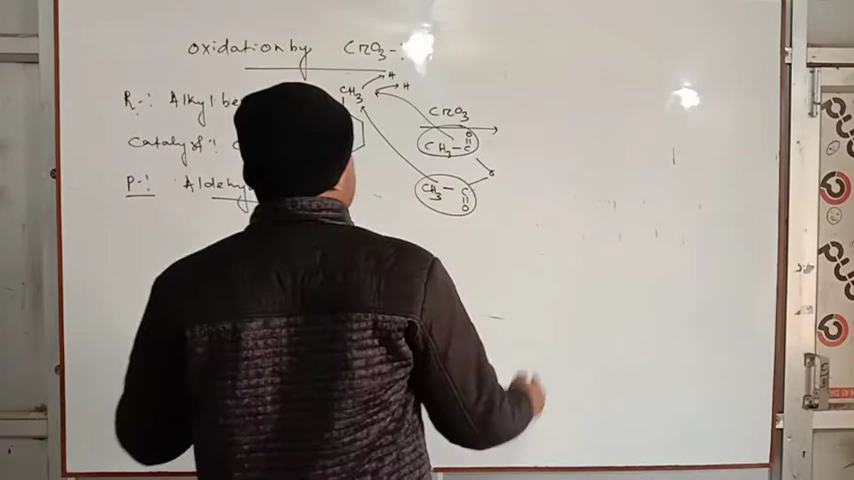 Oxidation by CrO3 -:
R -: Alkyl be
Catalyst :
P -: Aldehy
CH3
H
H
CrO3
CH3 - C
O
O
CH3 - C
O